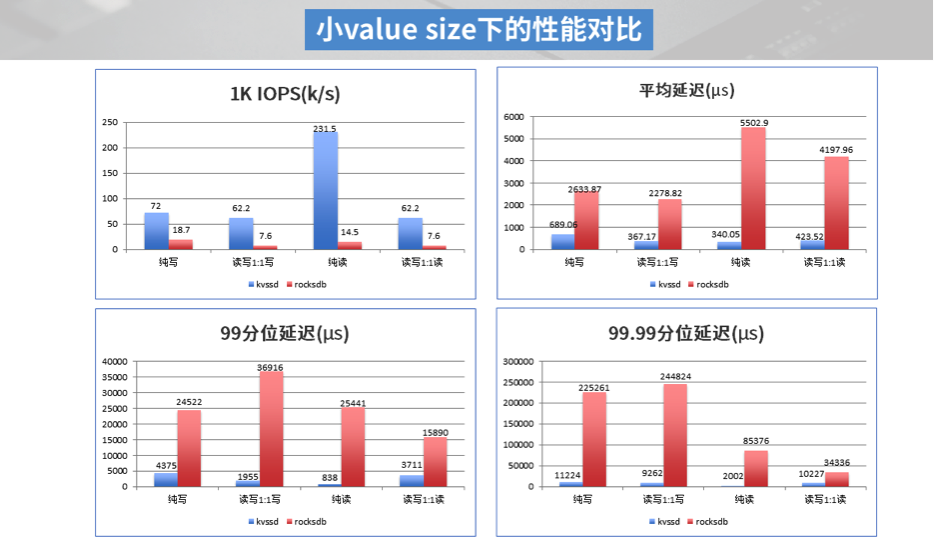 小value size下的性能对比
1K IOPS(k/s)
250
200
150
100
50
0
72
18.7
62.2
7.6
231.5
14.5
62.2
7.6
纯写
读写1:1写
纯读
读写1:1读
kvssd
rocksdb
平均延迟(μs)
6000
5000
4000
3000
2000
1000
0
689.06
2633.87
367.17
2278.82
340.05
5502.9
423.52
4197.96
纯写
读写1:1写
纯读
读写1:1读
kvssd
rocksdb
99分位延迟(μs)
40000
35000
30000
25000
20000
15000
10000
5000
0
4375
24522
1955
36916
838
25441
3711
15890
纯写
读写1:1写
纯读
读写1:1读
kvssd
rocksdb
99.99分位延迟(μs)
300000
250000
200000
150000
100000
50000
0
11224
225261
9262
244824
2002
85376
10227
34336
纯写
读写1:1写
纯读
读写1:1读
kvssd
rocksdb